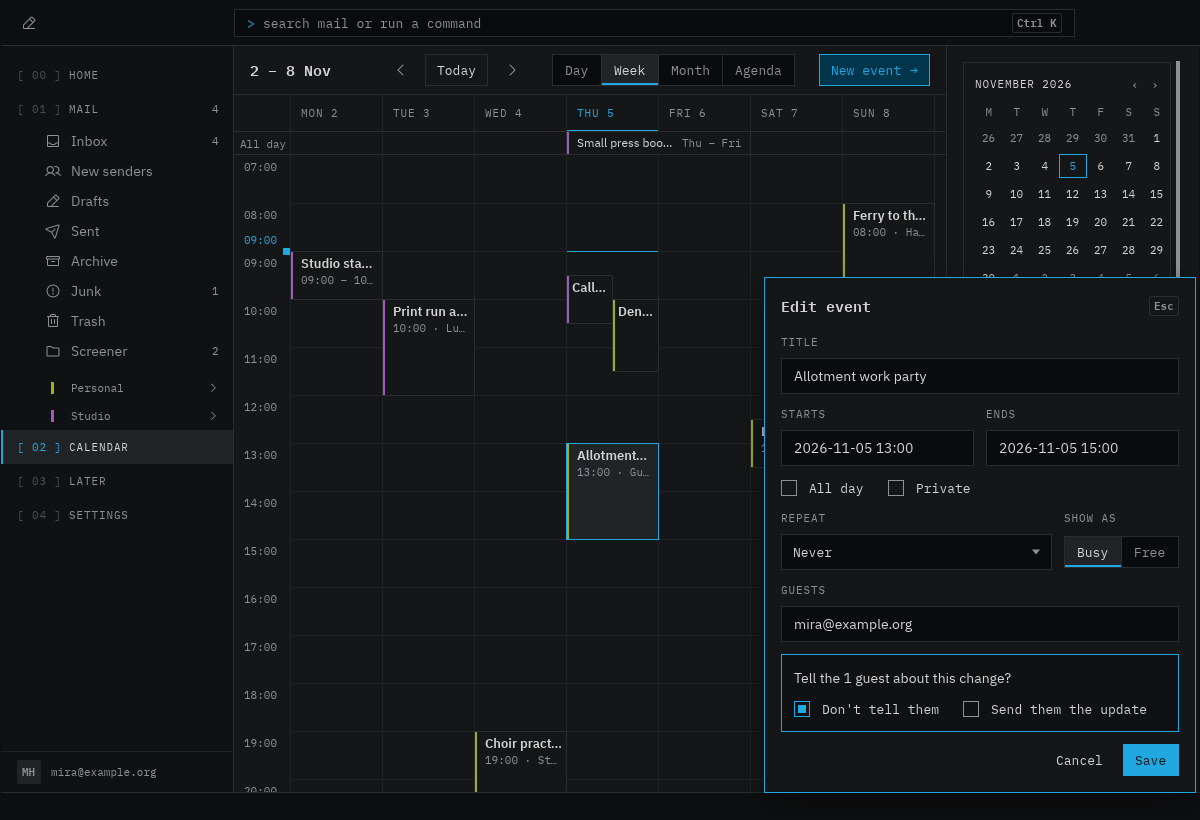 > search mail or run a command Ctrl K
[ 00 ] HOME
[ 01 ] MAIL 4
Inbox 4
New senders
Drafts
Sent
Archive
Junk 1
Trash
Screener 2
Personal
Studio
[ 02 ] CALENDAR
[ 03 ] LATER
[ 04 ] SETTINGS
MH mira@example.org
2 – 8 Nov
Today
Day Week Month Agenda
New event →
MON 2 TUE 3 WED 4 THU 5 FRI 6 SAT 7 SUN 8
All day
Small press boo… Thu – Fri
07:00
08:00
09:00
09:00
10:00
11:00
12:00
13:00
14:00
15:00
16:00
17:00
18:00
19:00
20:00
Studio sta…
09:00 – 10…
Print run a…
10:00 · Lu…
Choir pract…
19:00 · St…
Call…
Den…
Allotment…
13:00 · Gu…
Ferry to th…
08:00 · Ha…
NOVEMBER 2026 ‹ ›
M T W T F S S
26 27 28 29 30 31 1
2 3 4 5 6 7 8
9 10 11 12 13 14 15
16 17 18 19 20 21 22
23 24 25 26 27 28 29
Edit event Esc
TITLE
Allotment work party
STARTS ENDS
2026-11-05 13:00 2026-11-05 15:00
All day Private
REPEAT SHOW AS
Never Busy Free
GUESTS
mira@example.org
Tell the 1 guest about this change?
Don't tell them Send them the update
Cancel Save